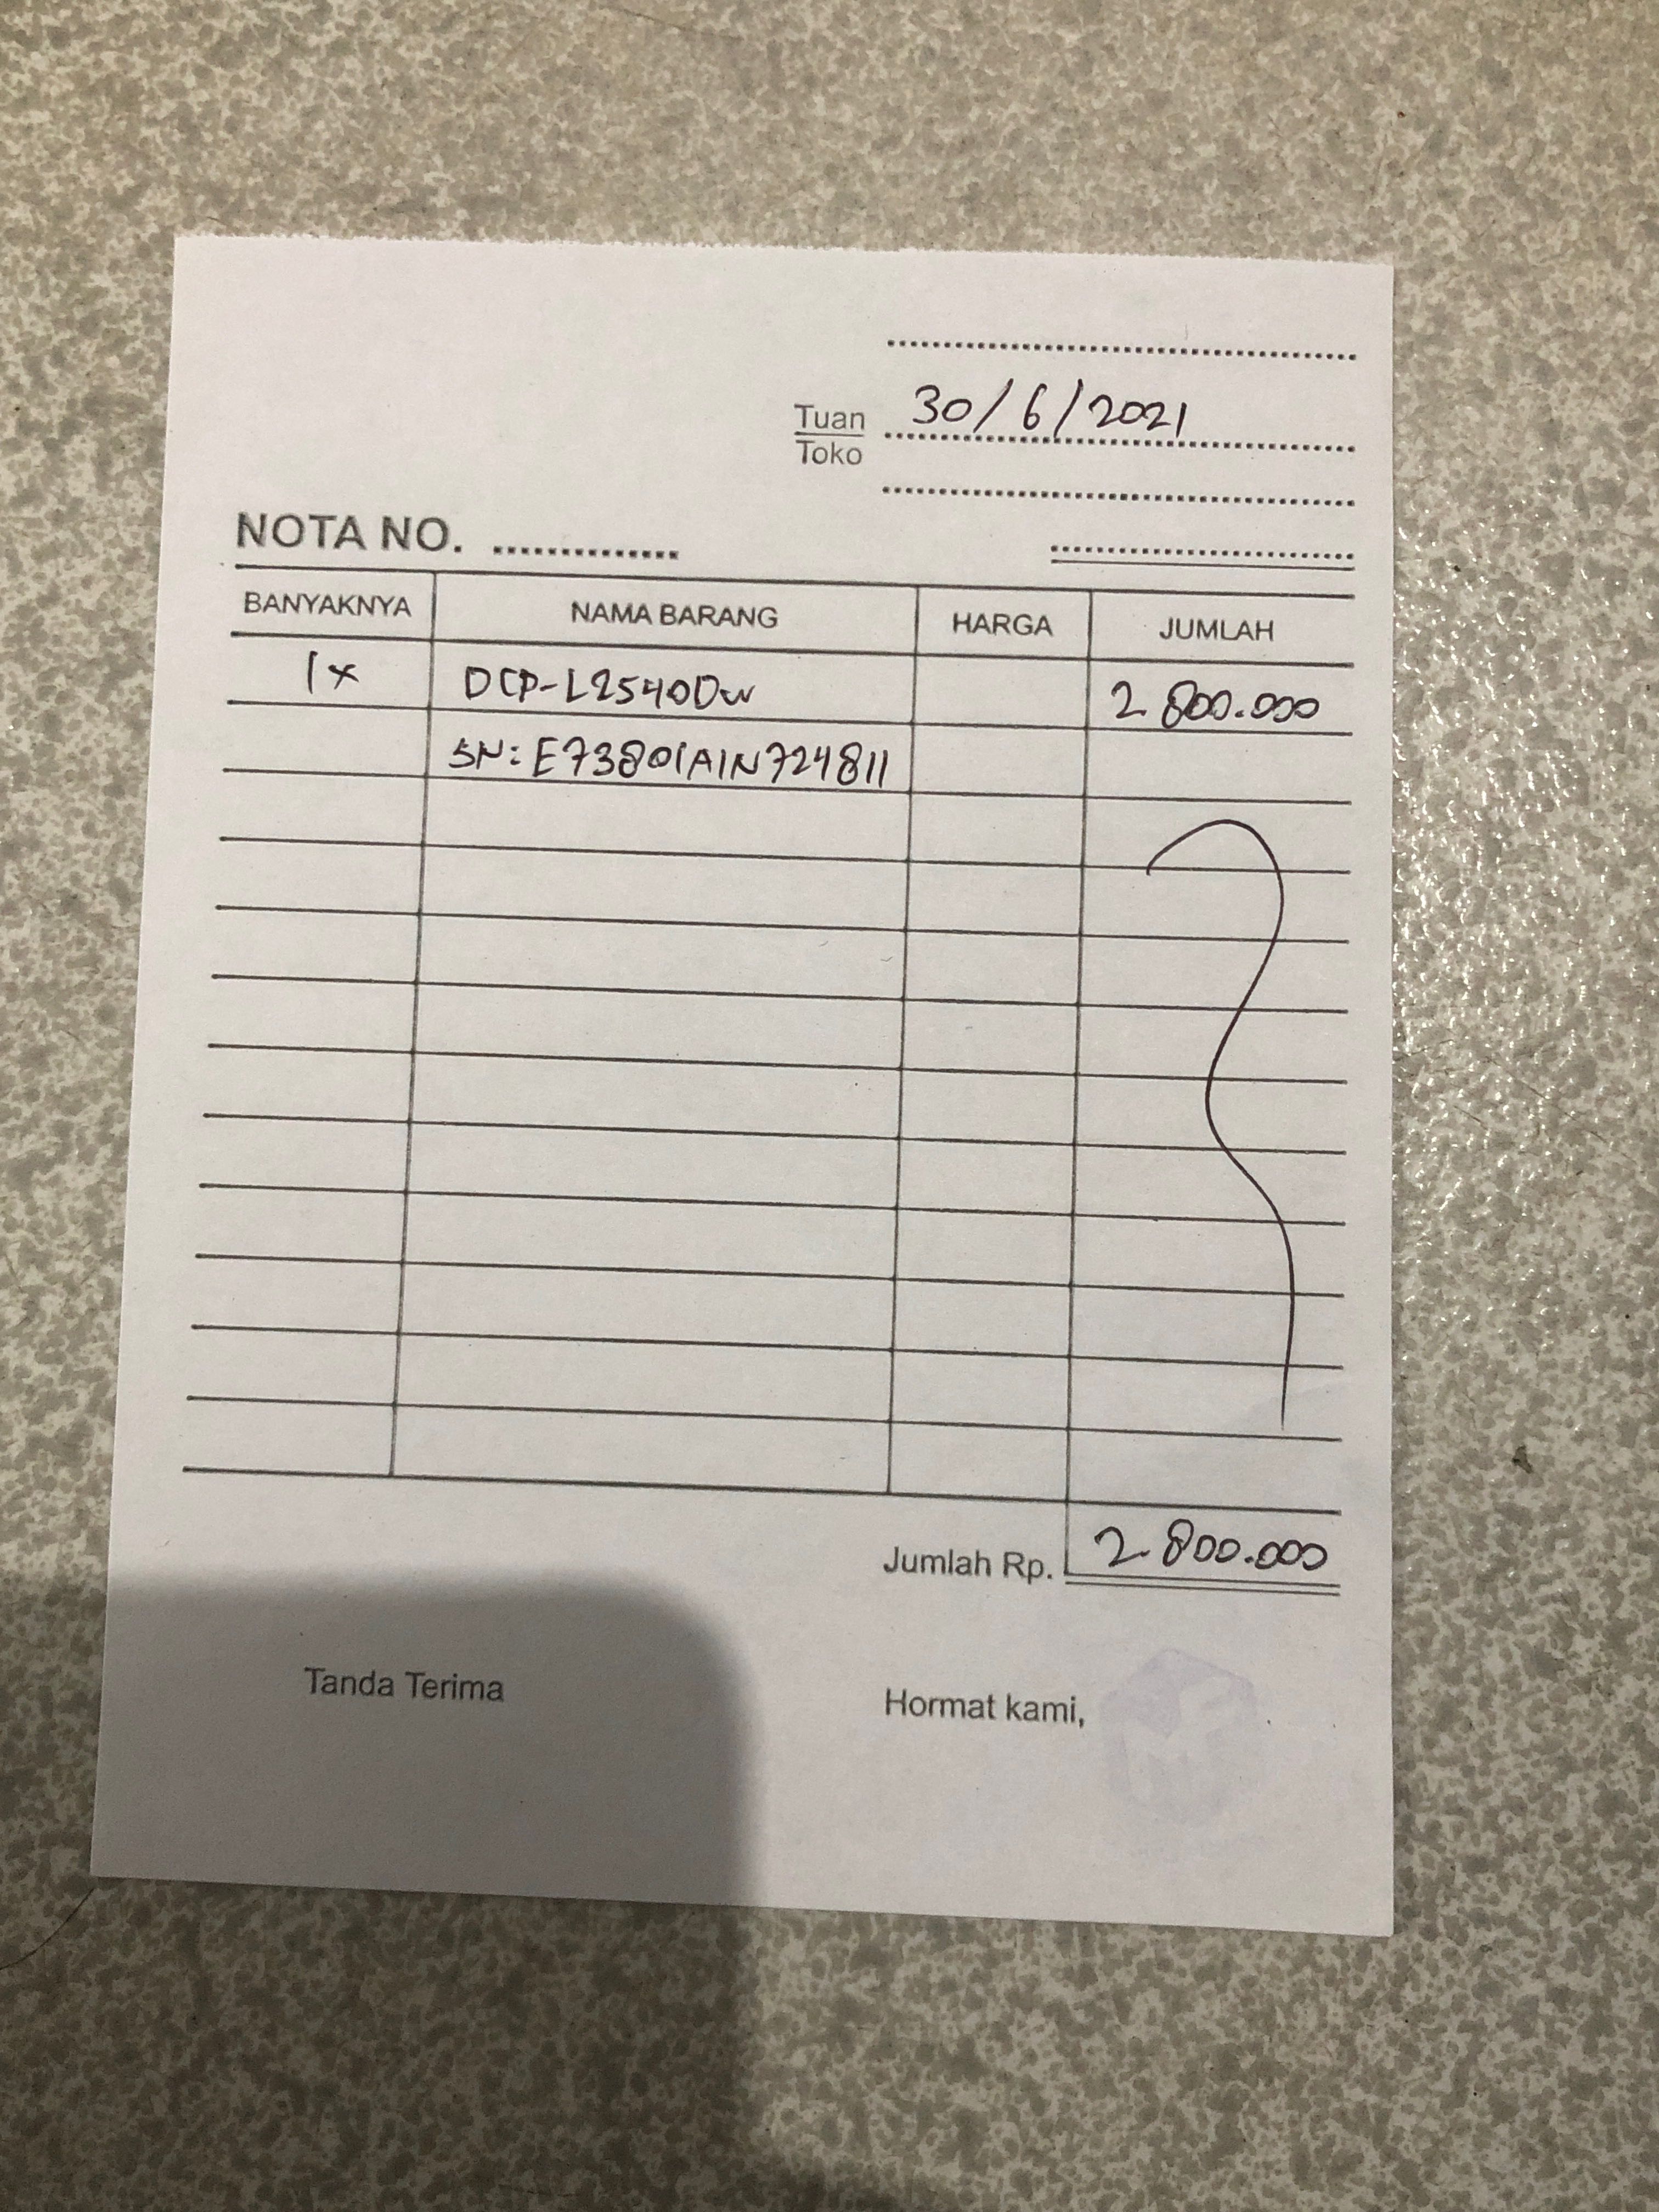 30/6/2021
Tuan
Toko
NOTA NO.
BANYAKNYA NAMA BARANG HARGA JUMLAH
1x DCP-L2540DW 2.800.000
SN: E73801A1N724811
Jumlah Rp. 2.800.000
Tanda Terima Hormat kami,